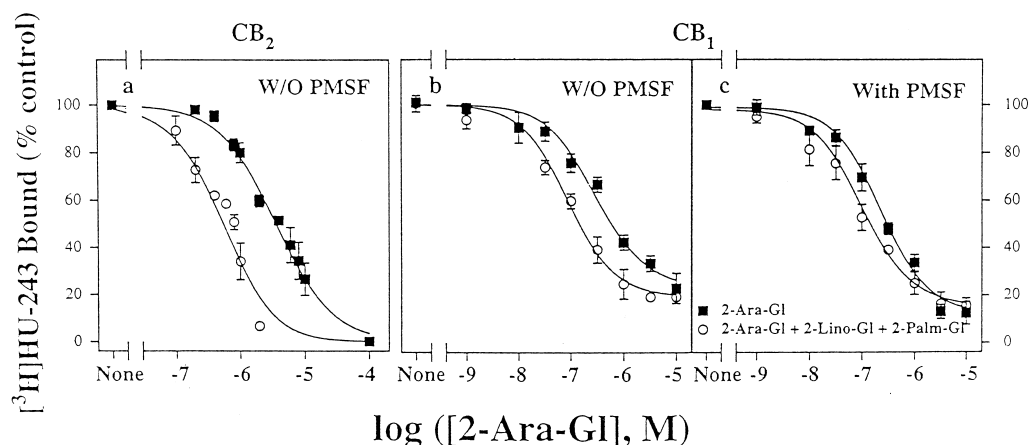 CB2
CB1
a
W/O PMSF
b
W/O PMSF
c
With PMSF
[3H]HU-243 Bound (% control)
100
80
60
40
20
0
100
80
60
40
20
0
2-Ara-Gl
2-Ara-Gl + 2-Lino-Gl + 2-Palm-Gl
None -7 -6 -5 -4
None -9 -8 -7 -6 -5
None -9 -8 -7 -6 -5
log ([2-Ara-Gl], M)